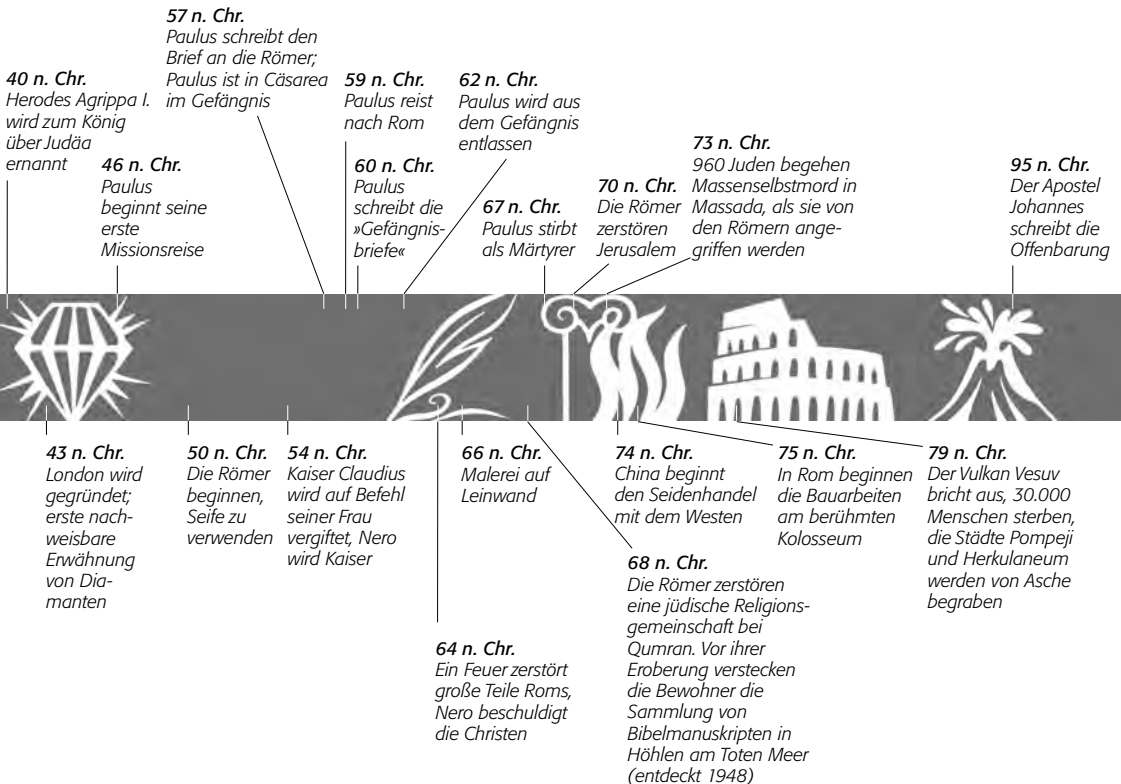 57 n. Chr.
Paulus schreibt den
Brief an die Römer;
Paulus ist in Cäsarea
im Gefängnis
40 n. Chr.
Herodes Agrippa I.
wird zum König
über Judäa
ernannt
46 n. Chr.
Paulus
beginnt seine
erste
Missionsreise
59 n. Chr.
Paulus reist
nach Rom
60 n. Chr.
Paulus
schreibt die
»Gefängnis-
briefe«
62 n. Chr.
Paulus wird aus
dem Gefängnis
entlassen
67 n. Chr.
Paulus stirbt
als Märtyrer
70 n. Chr.
Die Römer
zerstören
Jerusalem
73 n. Chr.
960 Juden begehen
Massenselbstmord in
Massada, als sie von
den Römern ange-
griffen werden
95 n. Chr.
Der Apostel
Johannes
schreibt die
Offenbarung
43 n. Chr.
London wird
gegründet;
erste nach-
weisbare
Erwähnung
von Dia-
manten
50 n. Chr.
Die Römer
beginnen,
Seife zu
verwenden
54 n. Chr.
Kaiser Claudius
wird auf Befehl
seiner Frau
vergiftet, Nero
wird Kaiser
64 n. Chr.
Ein Feuer zerstört
große Teile Roms,
Nero beschuldigt
die Christen
66 n. Chr.
Malerei auf
Leinwand
68 n. Chr.
Die Römer zerstören
eine jüdische Religions-
gemeinschaft bei
Qumran. Vor ihrer
Eroberung verstecken
die Bewohner die
Sammlung von
Bibelmanuskripten in
Höhlen am Toten Meer
(entdeckt 1948)
74 n. Chr.
China beginnt
den Seidenhandel
mit dem Westen
75 n. Chr.
In Rom beginnen
die Bauarbeiten
am berühmten
Kolosseum
79 n. Chr.
Der Vulkan Vesuv
bricht aus, 30.000
Menschen sterben,
die Städte Pompeji
und Herkulaneum
werden von Asche
begraben